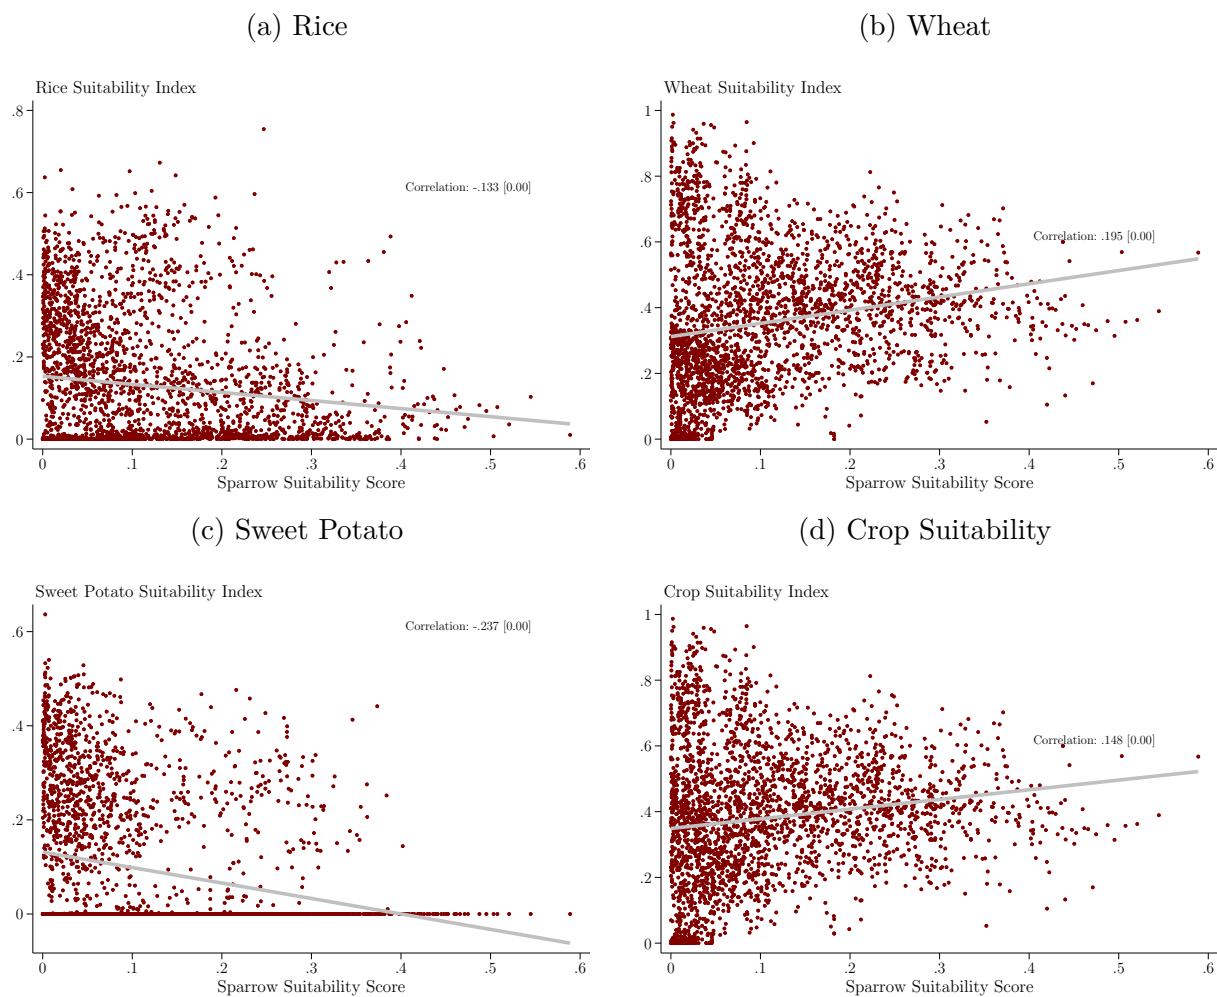 (a) Rice
Rice Suitability Index
.8
.6
.4
.2
0
Correlation: -.133 [0.00]
0 .1 .2 .3 .4 .5 .6
Sparrow Suitability Score
(b) Wheat
Wheat Suitability Index
1
.8
.6
.4
.2
0
Correlation: .195 [0.00]
0 .1 .2 .3 .4 .5 .6
Sparrow Suitability Score
(c) Sweet Potato
Sweet Potato Suitability Index
.6
.4
.2
0
Correlation: -.237 [0.00]
0 .1 .2 .3 .4 .5 .6
Sparrow Suitability Score
(d) Crop Suitability
Crop Suitability Index
1
.8
.6
.4
.2
0
Correlation: .148 [0.00]
0 .1 .2 .3 .4 .5 .6
Sparrow Suitability Score